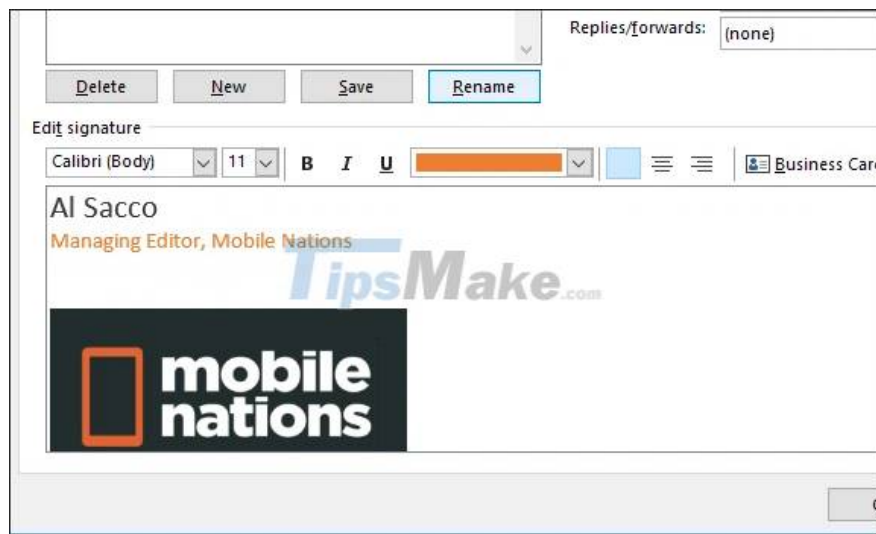 Replies/forwards: (none)
Delete New Save Rename
Edit signature
Calibri (Body) 11 B I U Business
Al Sacco
Managing Editor, Mobile Nations
TipsMake.com
mobile
nations